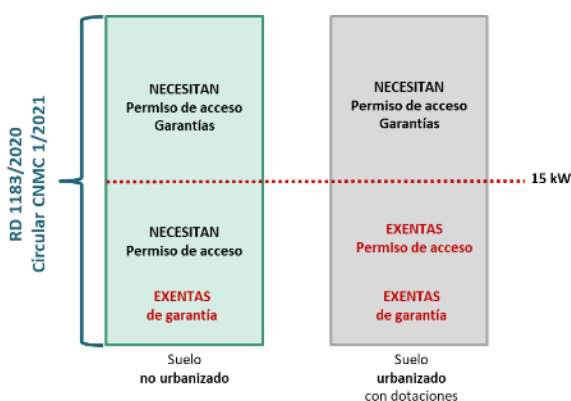 RD 1183/2020
Circular CNMC 1/2021
NECESITAN
Permiso de acceso
Garantías
NECESITAN
Permiso de acceso
Garantías
15 kW
NECESITAN
Permiso de acceso
EXENTAS
de garantía
EXENTAS
Permiso de acceso
EXENTAS
de garantía
Suelo
no urbanizado
Suelo
urbanizado
con dotaciones